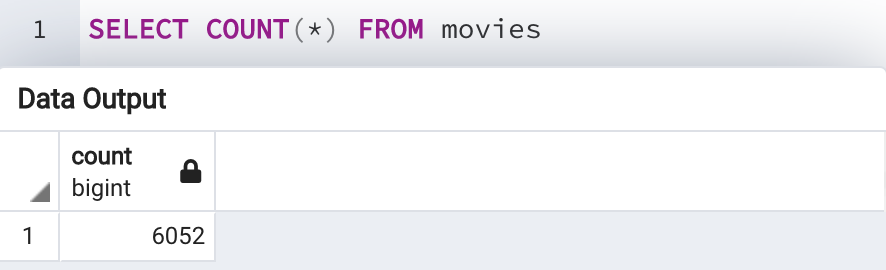 1 SELECT COUNT(*) FROM movies
Data Output
count
bigint
1 6052